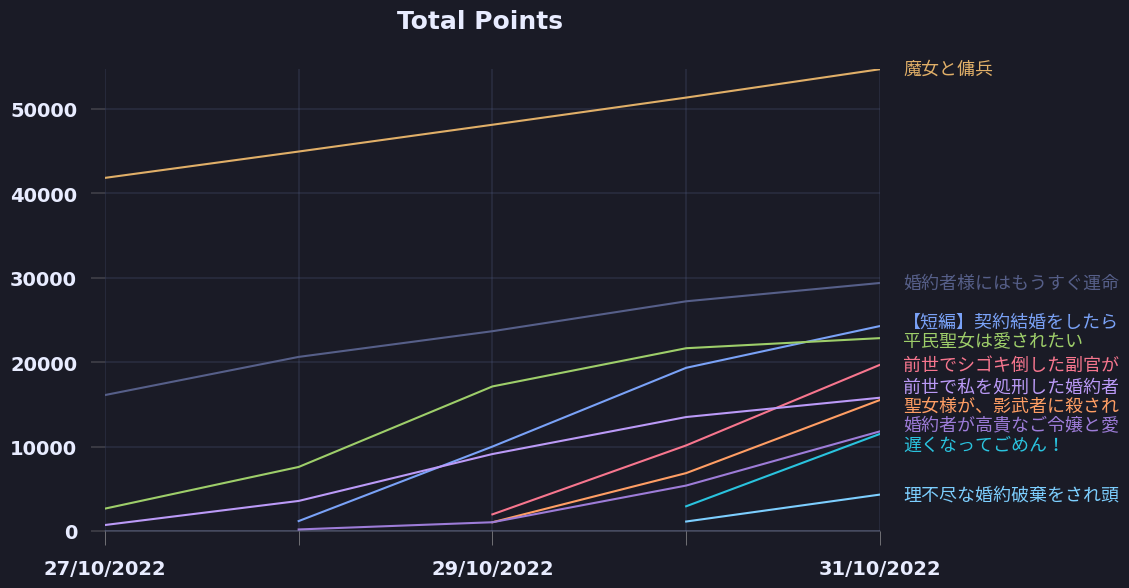 Total Points
50000
40000
30000
20000
10000
0
27/10/2022
29/10/2022
31/10/2022
魔女と傭兵
婚約者様にはもうすぐ運命
【短編】契約結婚をしたら
平民聖女は愛されたい
前世でシゴキ倒した副官が
前世で私を処刑した婚約者
聖女様が、影武者に殺され
婚約者が高貴なご令嬢と愛
遅くなってごめん！
理不尽な婚約破棄をされ頭